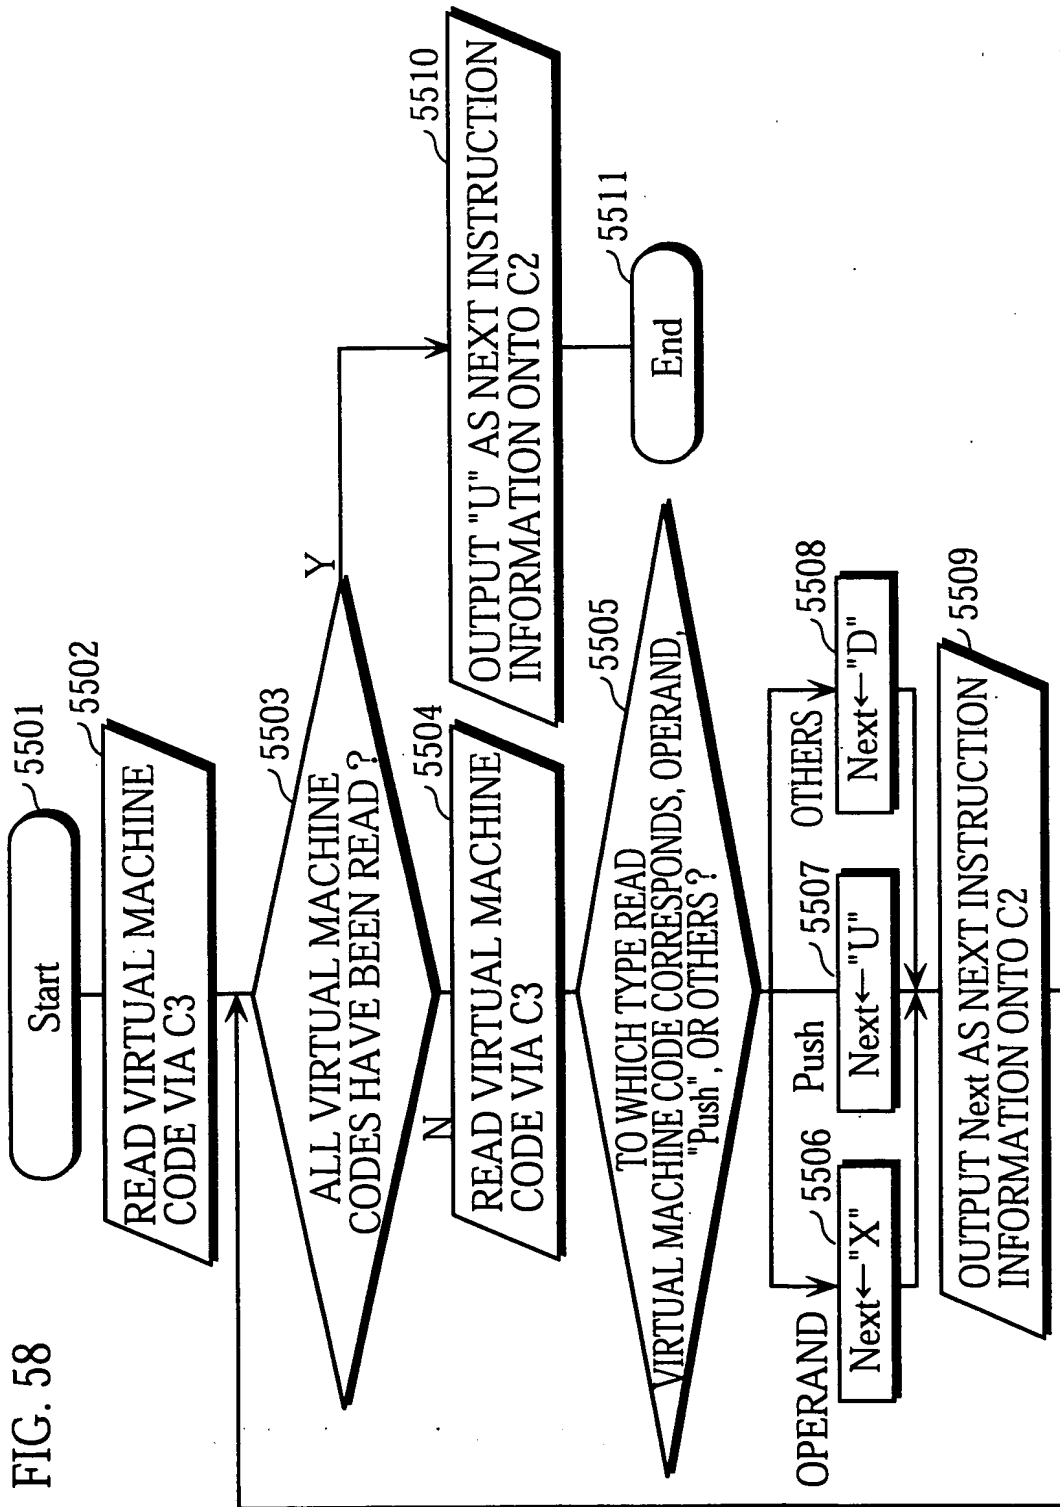 FIG. 58
Start
5501
READ VIRTUAL MACHINE
CODE VIA C3
5502
ALL VIRTUAL MACHINE
CODES HAVE BEEN READ ?
5503
Y
N
READ VIRTUAL MACHINE
CODE VIA C3
5504
OUTPUT "U" AS NEXT INSTRUCTION
INFORMATION ONTO C2
5510
End
5511
TO WHICH TYPE READ
VIRTUAL MACHINE CODE CORRESPONDS, OPERAND,
"Push", OR OTHERS ?
5505
OPERAND
Next←"X"
5506
Push
Next←"U"
5507
OTHERS
Next←"D"
5508
OUTPUT Next AS NEXT INSTRUCTION
INFORMATION ONTO C2
5509